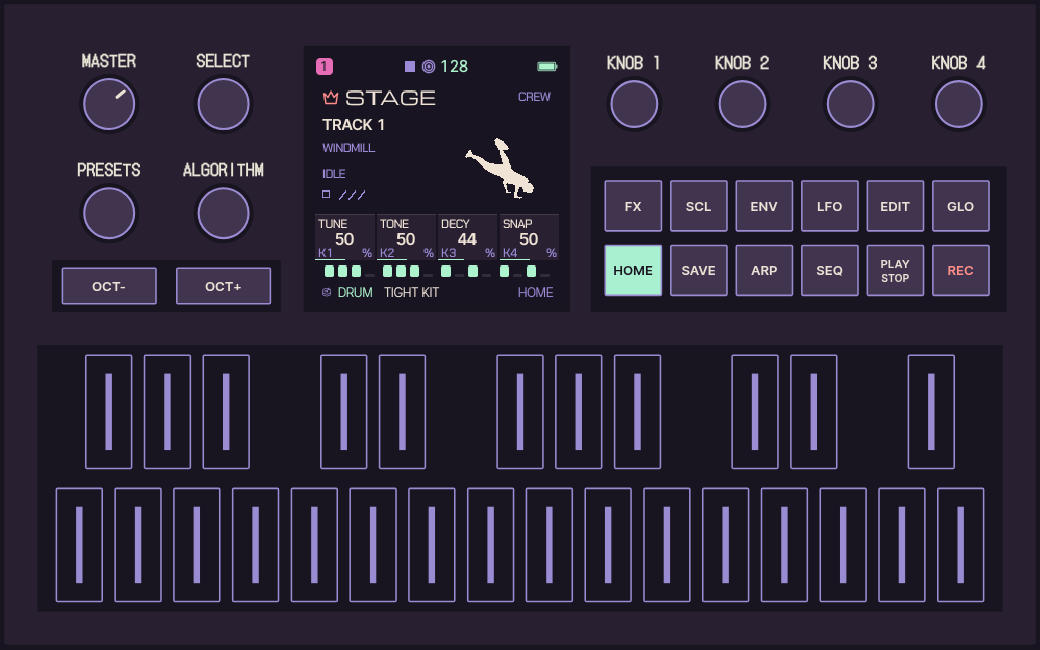 MASTER SELECT
PRESETS ALGORITHM
OCT- OCT+
1 128
STAGE CREW
TRACK 1
WINDMILL
IDLE
TUNE TONE DECY SNAP
50 50 44 50
K1 % K2 % K3 % K4 %
DRUM TIGHT KIT HOME
KNOB 1 KNOB 2 KNOB 3 KNOB 4
FX SCL ENV LFO EDIT GLO
HOME SAVE ARP SEQ PLAY STOP REC